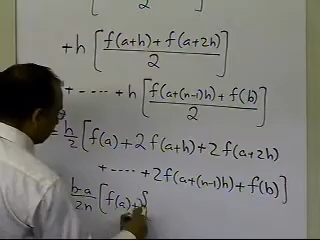 2
+h [ f(a+h)+f(a+2h) / 2 ]
+ - - - - + h [ f(a+(n-1)h)+f(b) / 2 ]
= h/2 [ f(a)+2f(a+h)+2f(a+2h)
+ ---- + 2f(a+(n-1)h)+f(b) ]
b-a/2n [ f(a)+